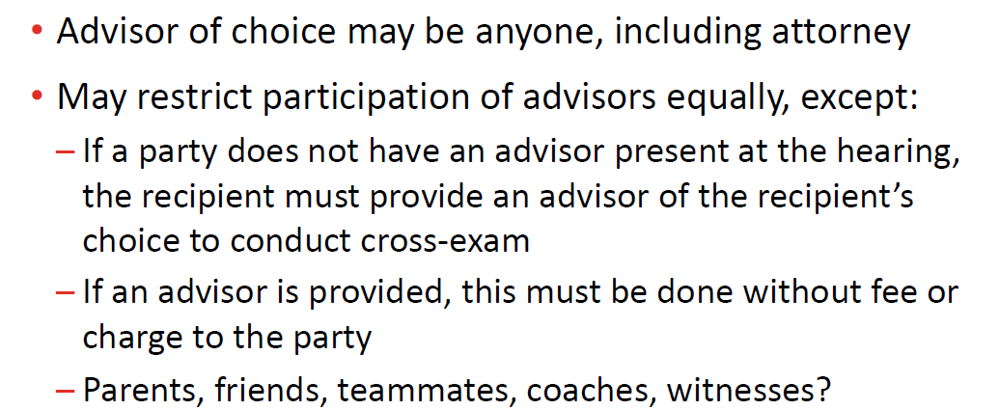 • Advisor of choice may be anyone, including attorney
• May restrict participation of advisors equally, except:
– If a party does not have an advisor present at the hearing,
the recipient must provide an advisor of the recipient’s
choice to conduct cross-exam
– If an advisor is provided, this must be done without fee or
charge to the party
– Parents, friends, teammates, coaches, witnesses?